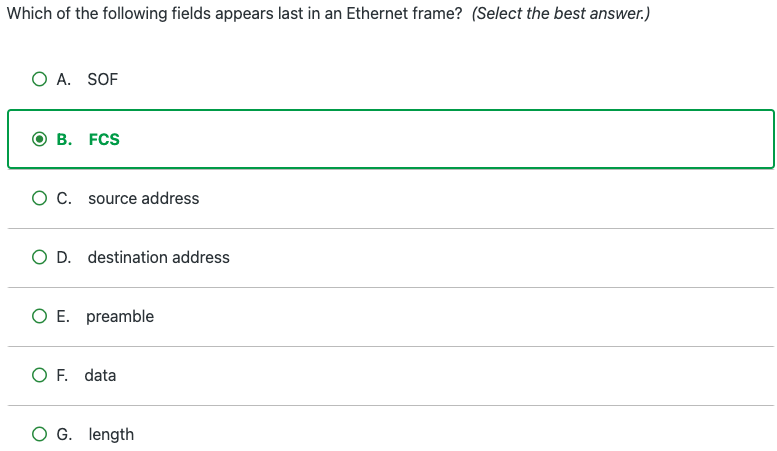 Which of the following fields appears last in an Ethernet frame? (Select the best answer.)
A. SOF
B. FCS
C. source address
D. destination address
E. preamble
F. data
G. length